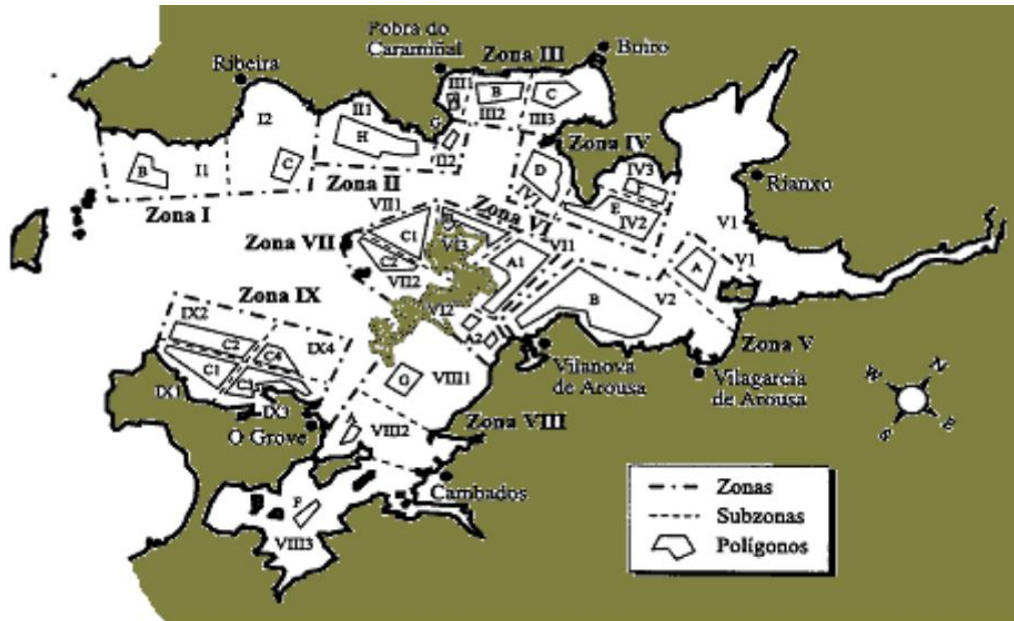 Pobra do
Caramiñal
Zona III
Boiro
Ribeira
III1
B
C
I2
II1
G
III2
III3
H
Zona IV
B
I1
C
II2
D
IV3
Rianxo
Zona II
IV1
E
IV2
Zona I
VII1
Zona VI
V1
Zona VII
C1
VI3
VI1
V1
C2
A1
A
VII2
Zona IX
B
V2
IX2
VI2
C2
IX4
A2
C4
Zona V
C1
Vilanova
de Arousa
G
VIII1
Vilagarcía
de Arousa
IX1
C3
N
W
IX3
A
Zona VIII
S
E
O Grove
VIII2
Cambados
Zonas
Subzonas
Polígonos
VIII3